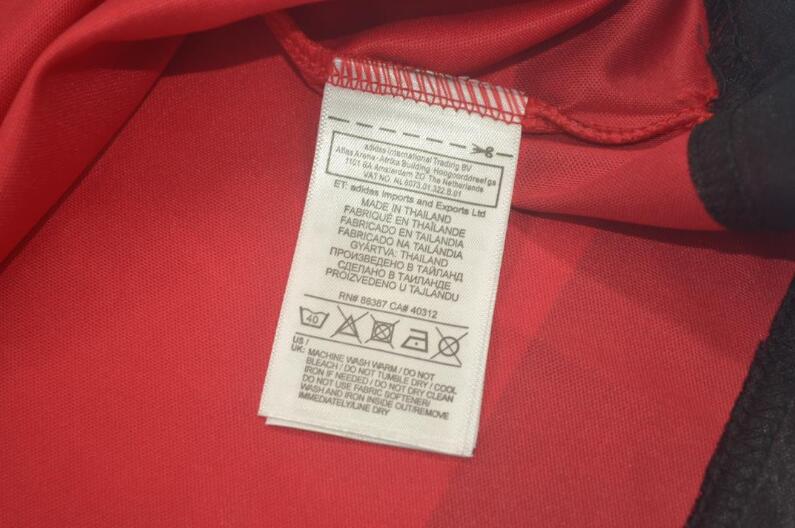 adidas International Trading BV
Atlas Arena - Afrika Building Hoogoorddreef 9a
1101 BA Amsterdam ZO The Netherlands
VAT NO. AL 8073.01.322.B.01
ET: adidas Imports and Exports Ltd
MADE IN THAILAND
FABRIQUÉ EN THAÏLANDE
FABRICADO EN TAILANDIA
FABRICADO NA TAILÂNDIA
GYÁRTVA: THAILAND
ПРОИЗВЕДЕНО В ТАЙЛАНД
СДЕЛАНО В ТАИЛАНДЕ
PROIZVEDENO U TAJLANDU
RN# 88387 CA# 40312
40
US /
UK: MACHINE WASH WARM / DO NOT
BLEACH / DO NOT TUMBLE DRY / COOL
IRON IF NEEDED / DO NOT DRY CLEAN
DO NOT USE FABRIC SOFTENER/
WASH AND IRON INSIDE OUT/REMOVE
IMMEDIATELY/LINE DRY